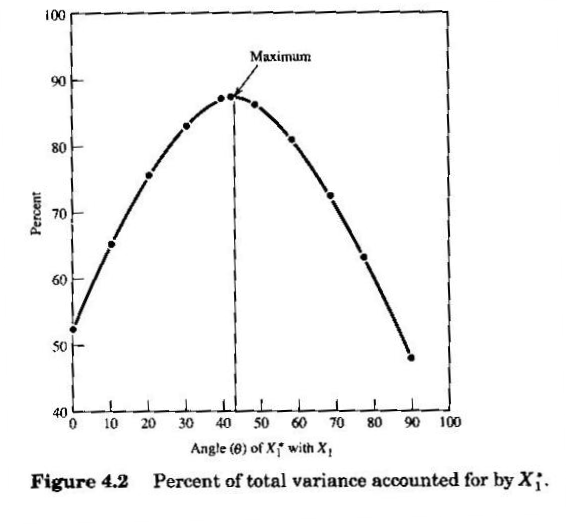 100
Maximum
90
80
70
60
50
40
Percent
0 10 20 30 40 50 60 70 80 90 100
Angle (θ) of X₁* with X₁
Figure 4.2 Percent of total variance accounted for by X₁*.